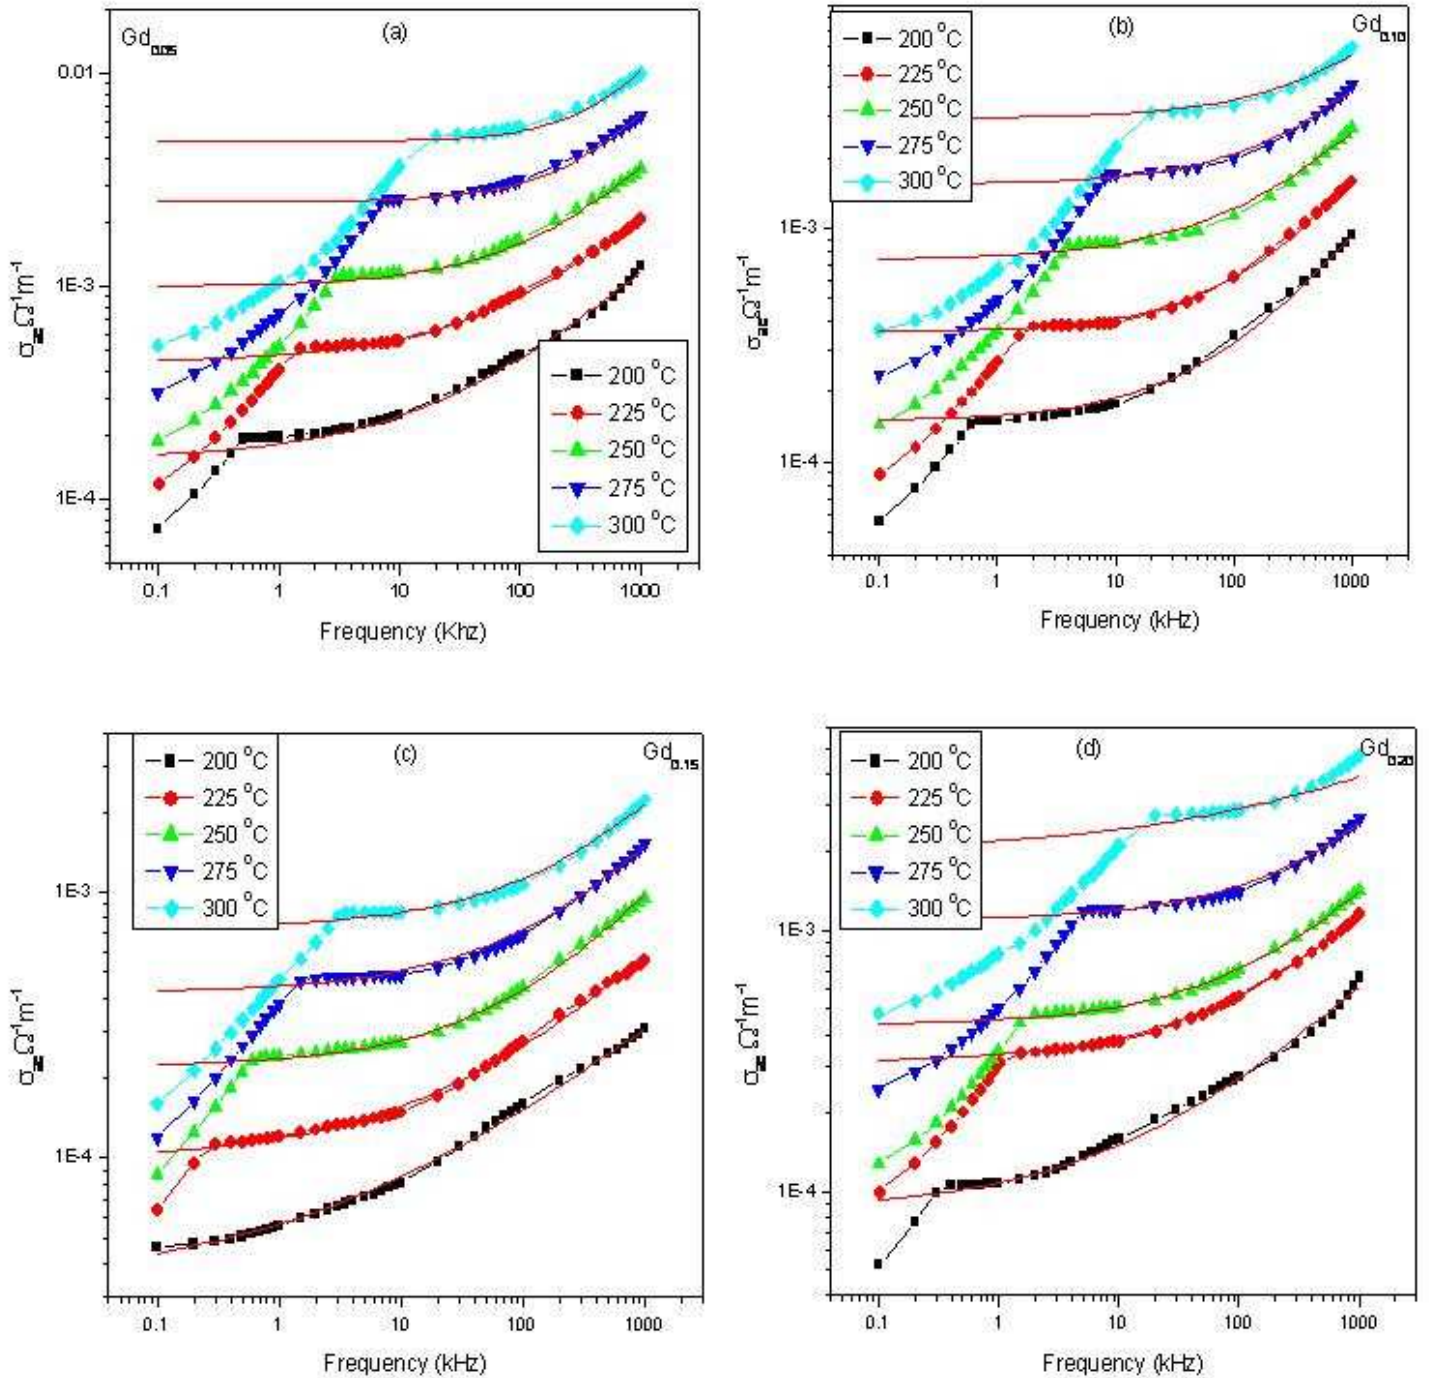 Gd0.05
(a)
0.01
1E-3
1E-4
σac Ω-1m-1
200 °C
225 °C
250 °C
275 °C
300 °C
0.1 1 10 100 1000
Frequency (Khz)
(b)
Gd0.10
200 °C
225 °C
250 °C
275 °C
300 °C
1E-3
1E-4
σac Ω-1m-1
0.1 1 10 100 1000
Frequency (kHz)
(c)
Gd0.15
200 °C
225 °C
250 °C
275 °C
300 °C
1E-3
1E-4
σac Ω-1m-1
0.1 1 10 100 1000
Frequency (kHz)
(d)
Gd0.20
200 °C
225 °C
250 °C
275 °C
300 °C
1E-3
1E-4
σac Ω-1m-1
0.1 1 10 100 1000
Frequency (kHz)